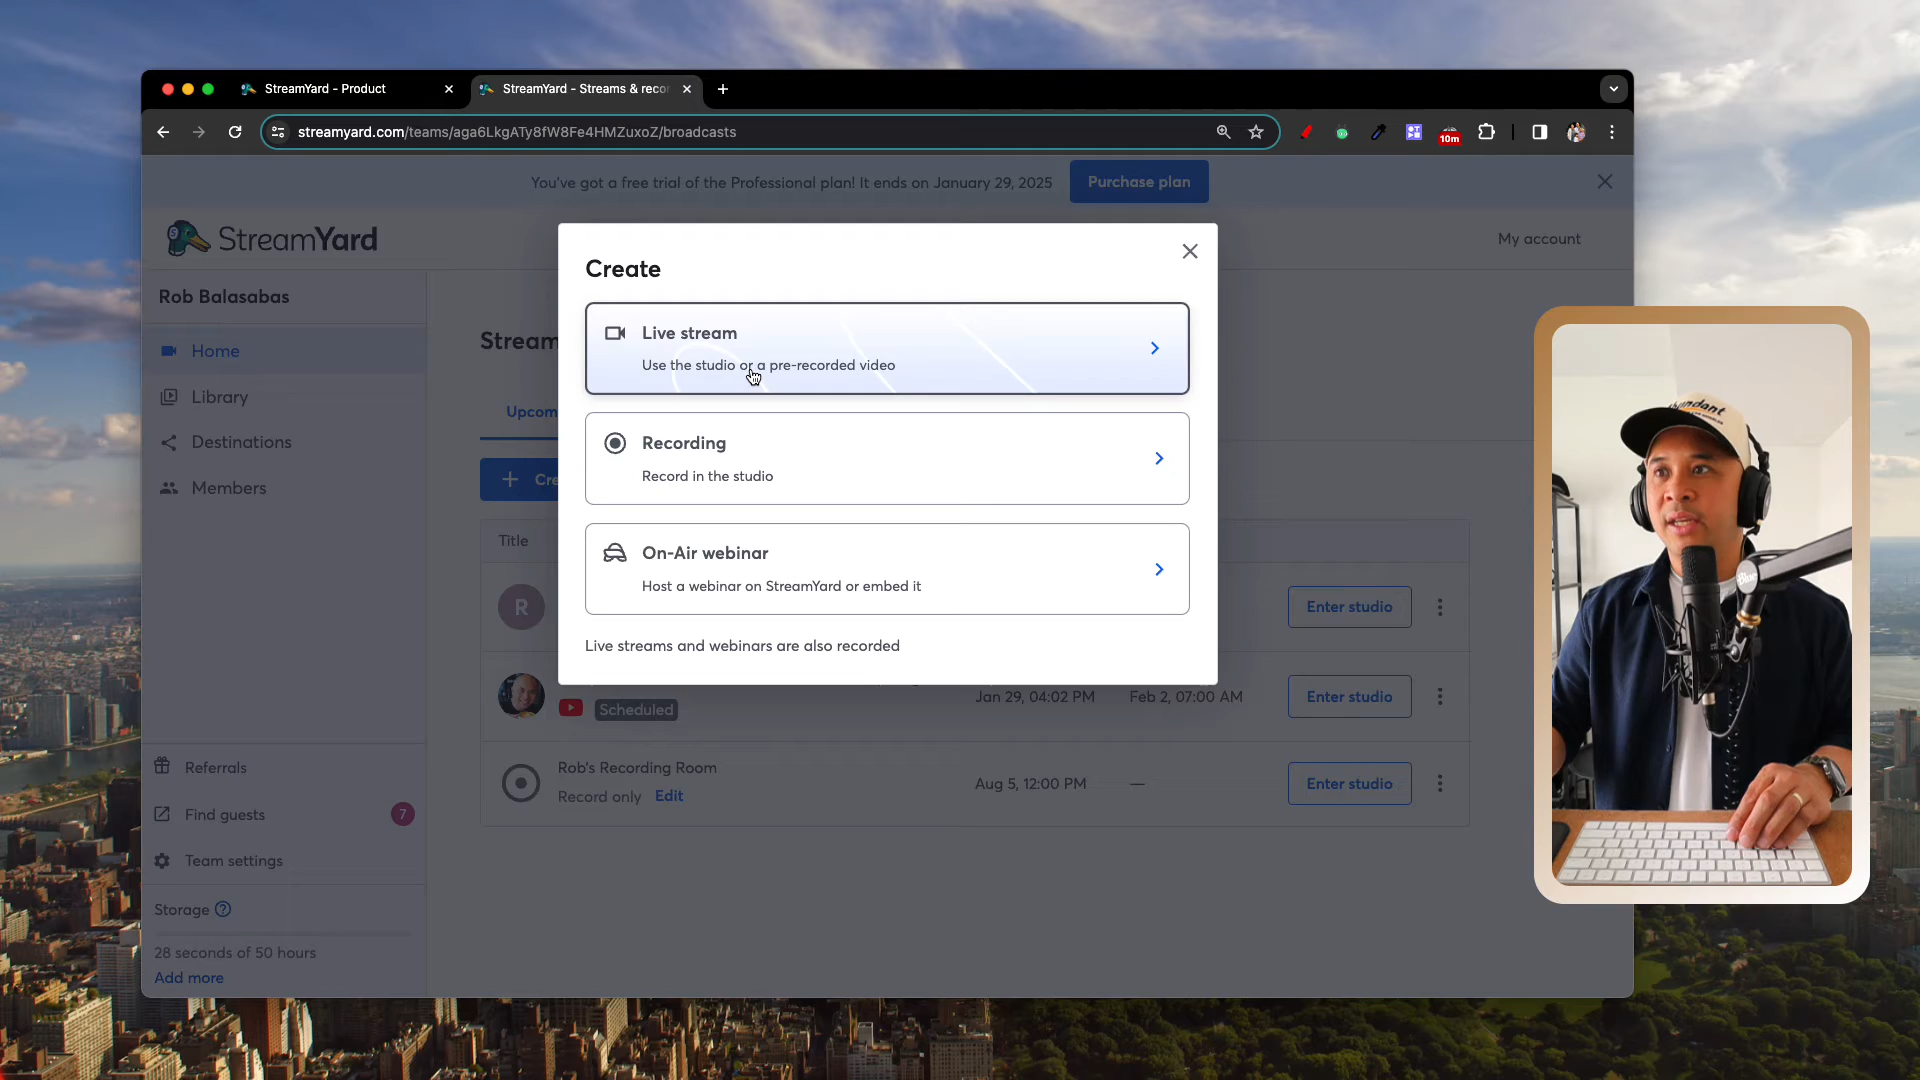 StreamYard - Product
StreamYard - Streams & reco
streamyard.com/teams/aga6LkgATy8fW8Fe4HMZuxoZ/broadcasts
10m
You've got a free trial of the Professional plan! It ends on January 29, 2025
Purchase plan
StreamYard
My account
Rob Balasabas
Home
Library
Destinations
Members
Stream
Upcom
Cre
Create
Live stream
Use the studio or a pre-recorded video
Recording
Record in the studio
On-Air webinar
Host a webinar on StreamYard or embed it
Live streams and webinars are also recorded
Title
R
Enter studio
Scheduled
Jan 29, 04:02 PM
Feb 2, 07:00 AM
Enter studio
Rob's Recording Room
Record only Edit
Aug 5, 12:00 PM
—
Enter studio
Referrals
Find guests
7
Team settings
Storage
28 seconds of 50 hours
Add more
Blue